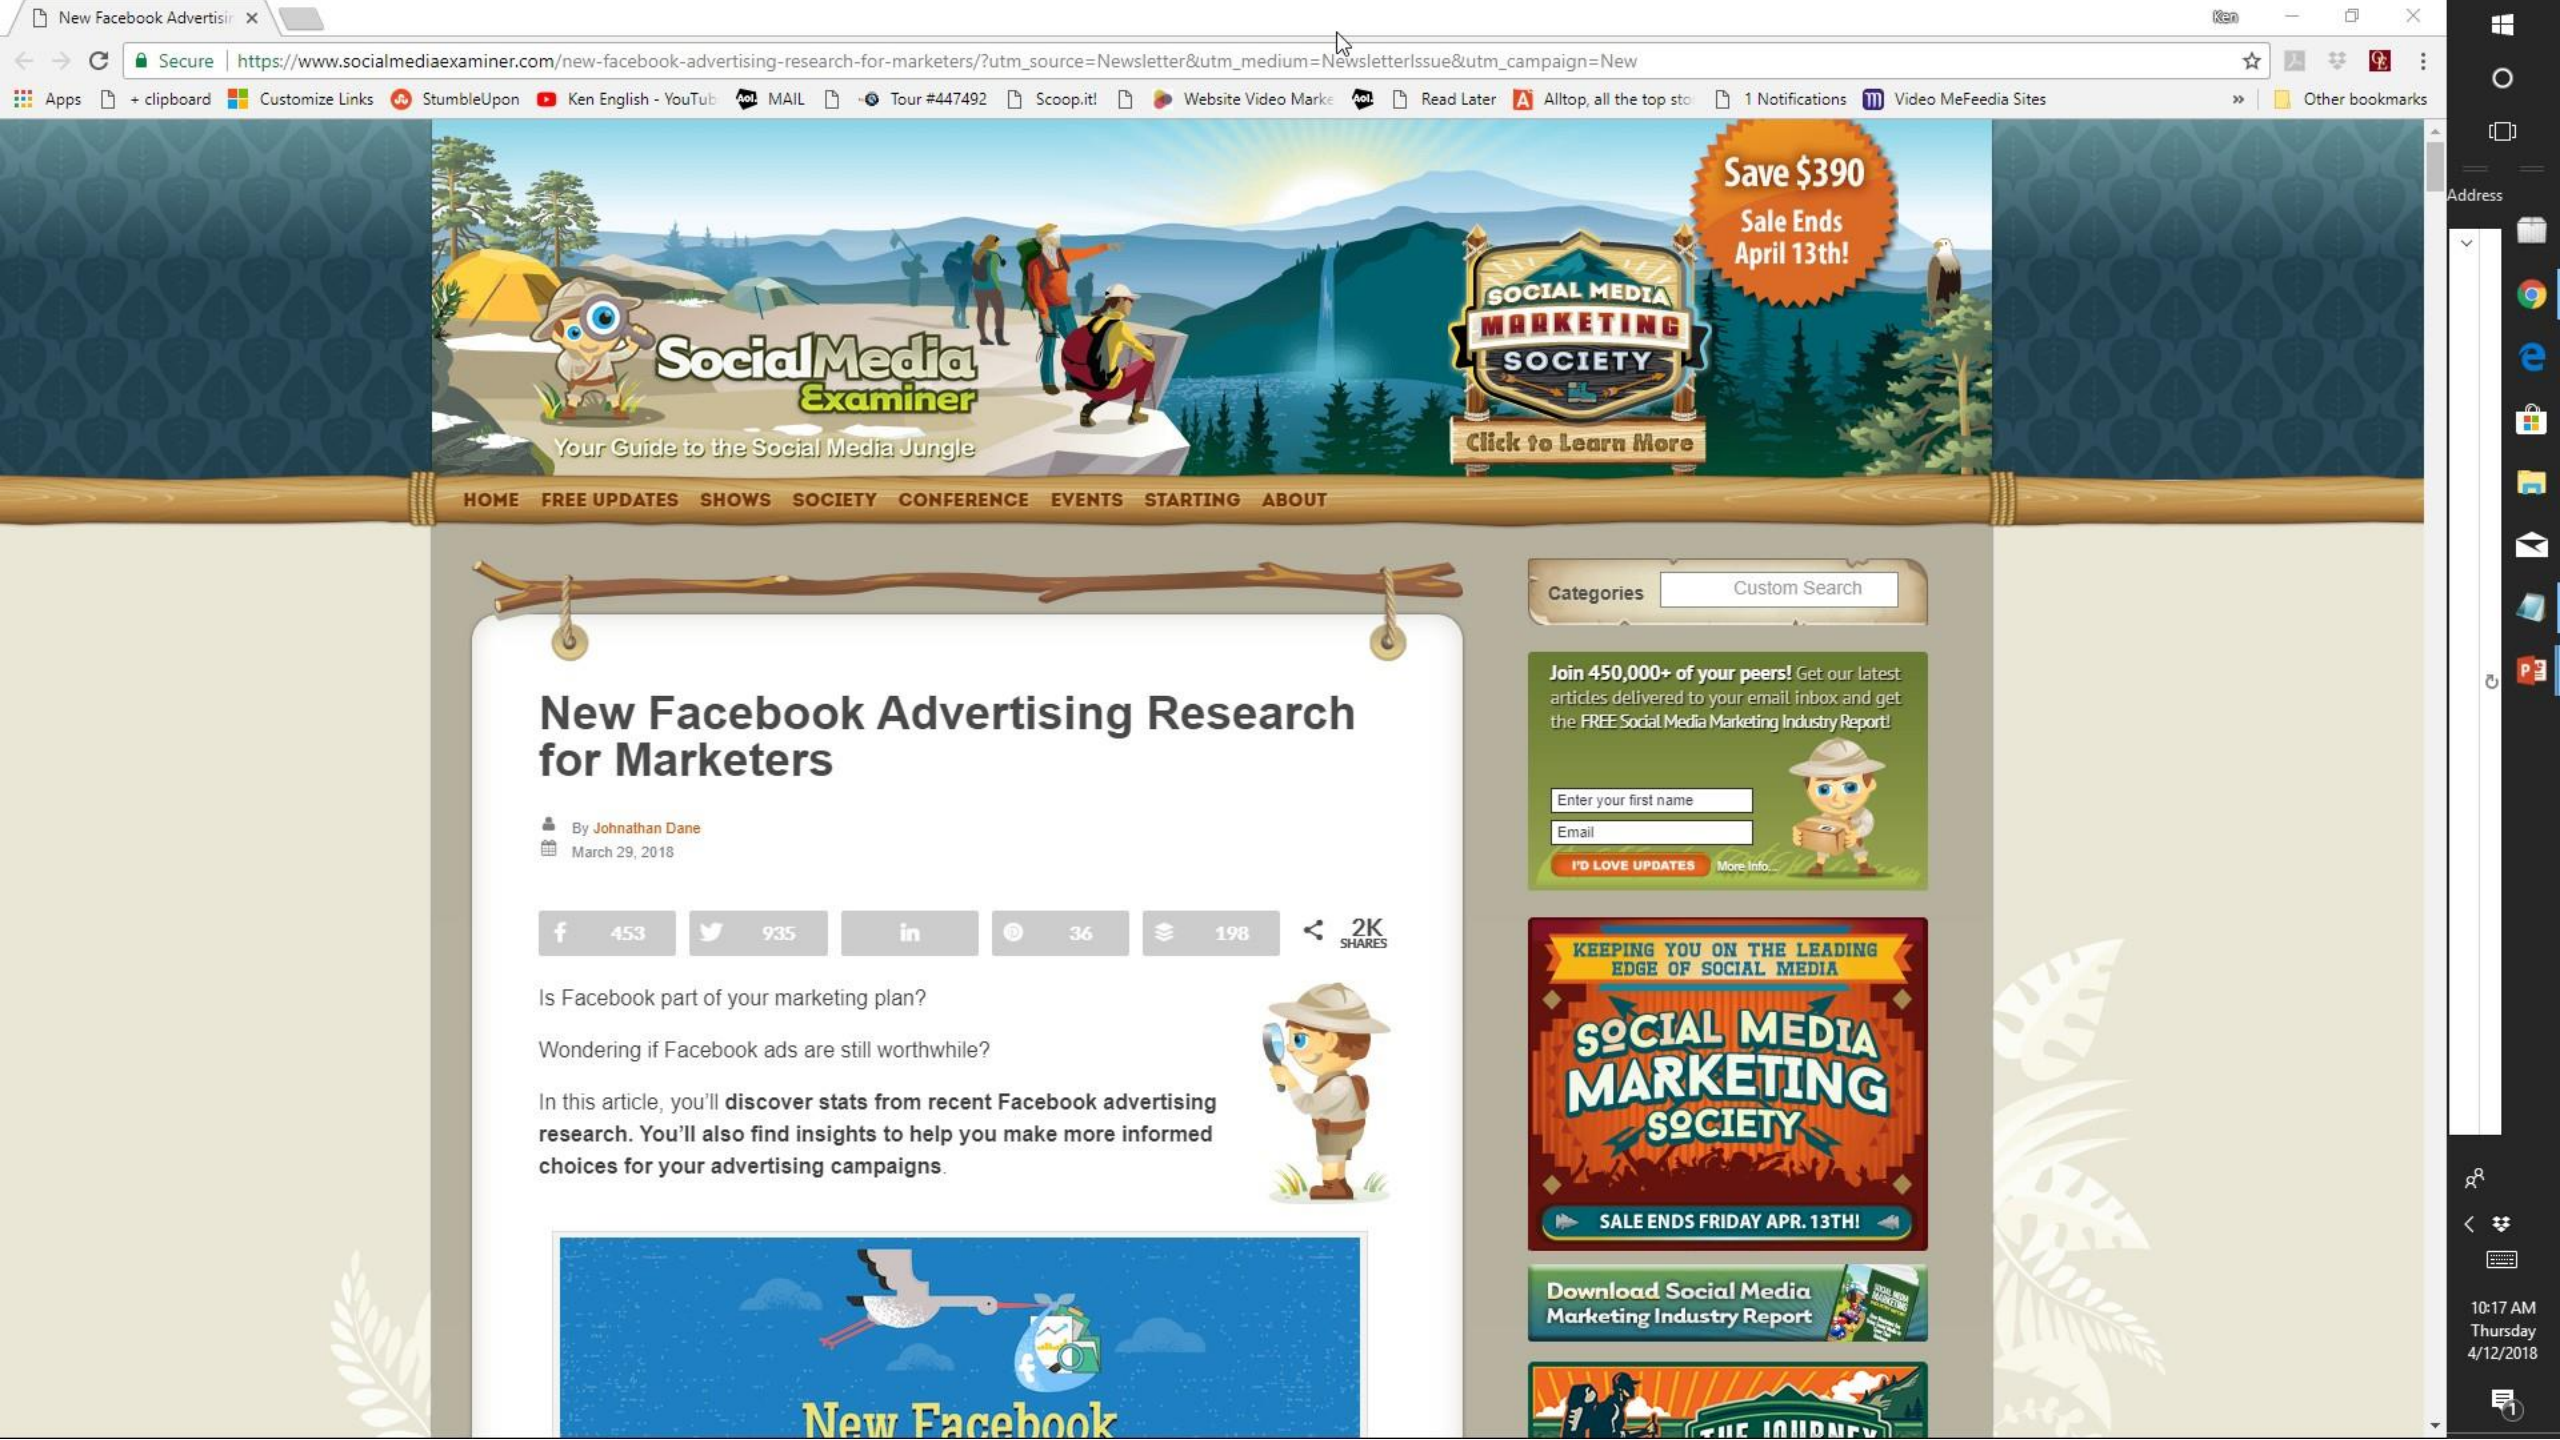 New Facebook Advertisi
Ken
Secure
https://www.socialmediaexaminer.com/new-facebook-advertising-research-for-marketers/?utm_source=Newsletter&utm_medium=NewsletterIssue&utm_campaign=New
Apps
+ clipboard
Customize Links
StumbleUpon
Ken English - YouTub
Aol.
MAIL
Tour #447492
Scoop.it!
Website Video Marke
Aol.
Read Later
Alltop, all the top sto
1 Notifications
Video MeFeedia Sites
»
Other bookmarks
Address
Save $390
Sale Ends
April 13th!
SOCIAL MEDIA
MARKETING
SOCIETY
Click to Learn More
SocialMedia
Examiner
Your Guide to the Social Media Jungle
HOME FREE UPDATES SHOWS SOCIETY CONFERENCE EVENTS STARTING ABOUT
New Facebook Advertising Research
for Marketers
By Johnathan Dane
March 29, 2018
453
935
in
36
198
2K
SHARES
Is Facebook part of your marketing plan?
Wondering if Facebook ads are still worthwhile?
In this article, you'll discover stats from recent Facebook advertising
research. You'll also find insights to help you make more informed
choices for your advertising campaigns.
New Facebook
Categories
Custom Search
Join 450,000+ of your peers! Get our latest
articles delivered to your email inbox and get
the FREE Social Media Marketing Industry Report!
Enter your first name
Email
I'D LOVE UPDATES
More Info...
KEEPING YOU ON THE LEADING
EDGE OF SOCIAL MEDIA
SOCIAL MEDIA
MARKETING
SOCIETY
SALE ENDS FRIDAY APR. 13TH!
Download Social Media
Marketing Industry Report
THE JOURNEY
10:17 AM
Thursday
4/12/2018
1